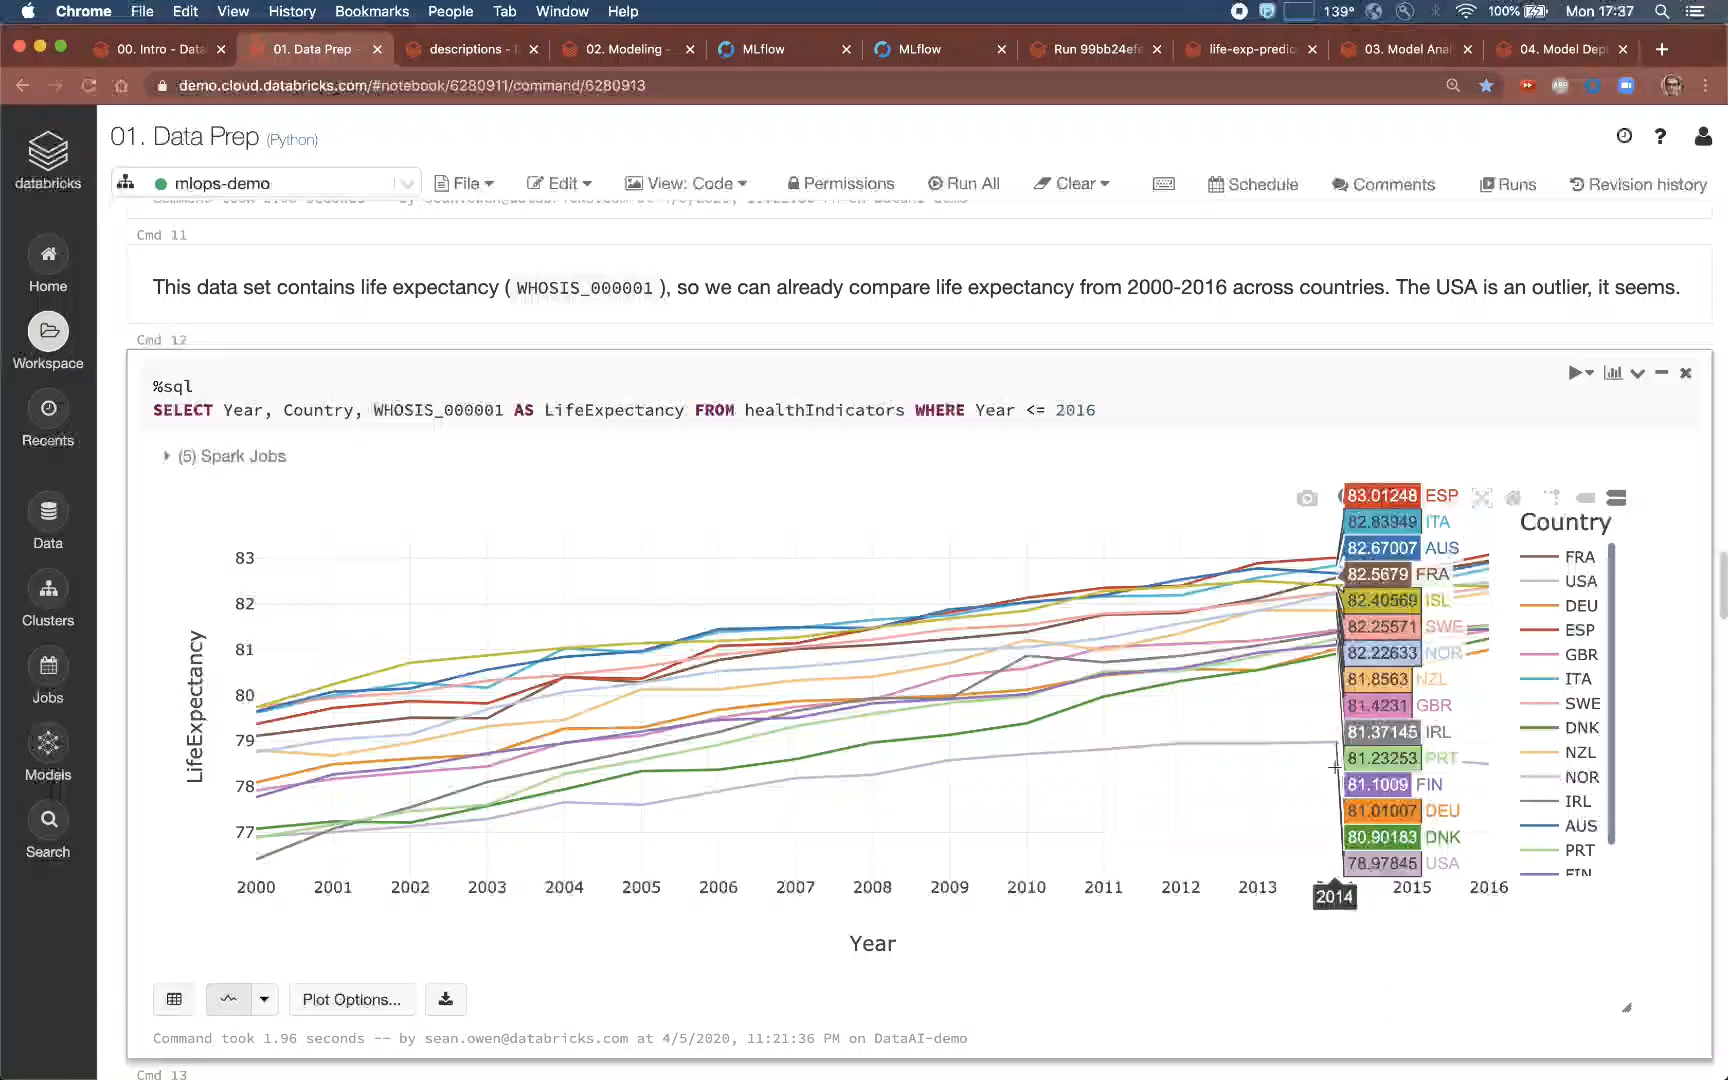 Chrome File Edit View History Bookmarks People Tab Window Help 139° 100% Mon 17:37
00. Intro - Data 01. Data Prep descriptions - 02. Modeling - MLflow MLflow Run 99bb24efe life-exp-predic 03. Model Ana 04. Model Dep
demo.cloud.databricks.com/#notebook/6280911/command/6280913
databricks
Home
Workspace
Recents
Data
Clusters
Jobs
Models
Search
01. Data Prep (Python)
mlops-demo File Edit View: Code Permissions Run All Clear Schedule Comments Runs Revision history
Cmd 11
This data set contains life expectancy ( WHOSIS_000001 ), so we can already compare life expectancy from 2000-2016 across countries. The USA is an outlier, it seems.
Cmd 12
%sql
SELECT Year, Country, WHOSIS_000001 AS LifeExpectancy FROM healthIndicators WHERE Year <= 2016
(5) Spark Jobs
LifeExpectancy
83
82
81
80
79
78
77
2000 2001 2002 2003 2004 2005 2006 2007 2008 2009 2010 2011 2012 2013 2014 2015 2016
Year
83.01248 ESP
82.83949 ITA
82.67007 AUS
82.5679 FRA
82.40569 ISL
82.25571 SWE
82.22633 NOR
81.8563 NZL
81.4231 GBR
81.37145 IRL
81.23253 PRT
81.1009 FIN
81.01007 DEU
80.90183 DNK
78.97845 USA
Country
FRA
USA
DEU
ESP
GBR
ITA
SWE
DNK
NZL
NOR
IRL
AUS
PRT
FIN
Plot Options...
Command took 1.96 seconds -- by sean.owen@databricks.com at 4/5/2020, 11:21:36 PM on DataAI-demo
Cmd 13